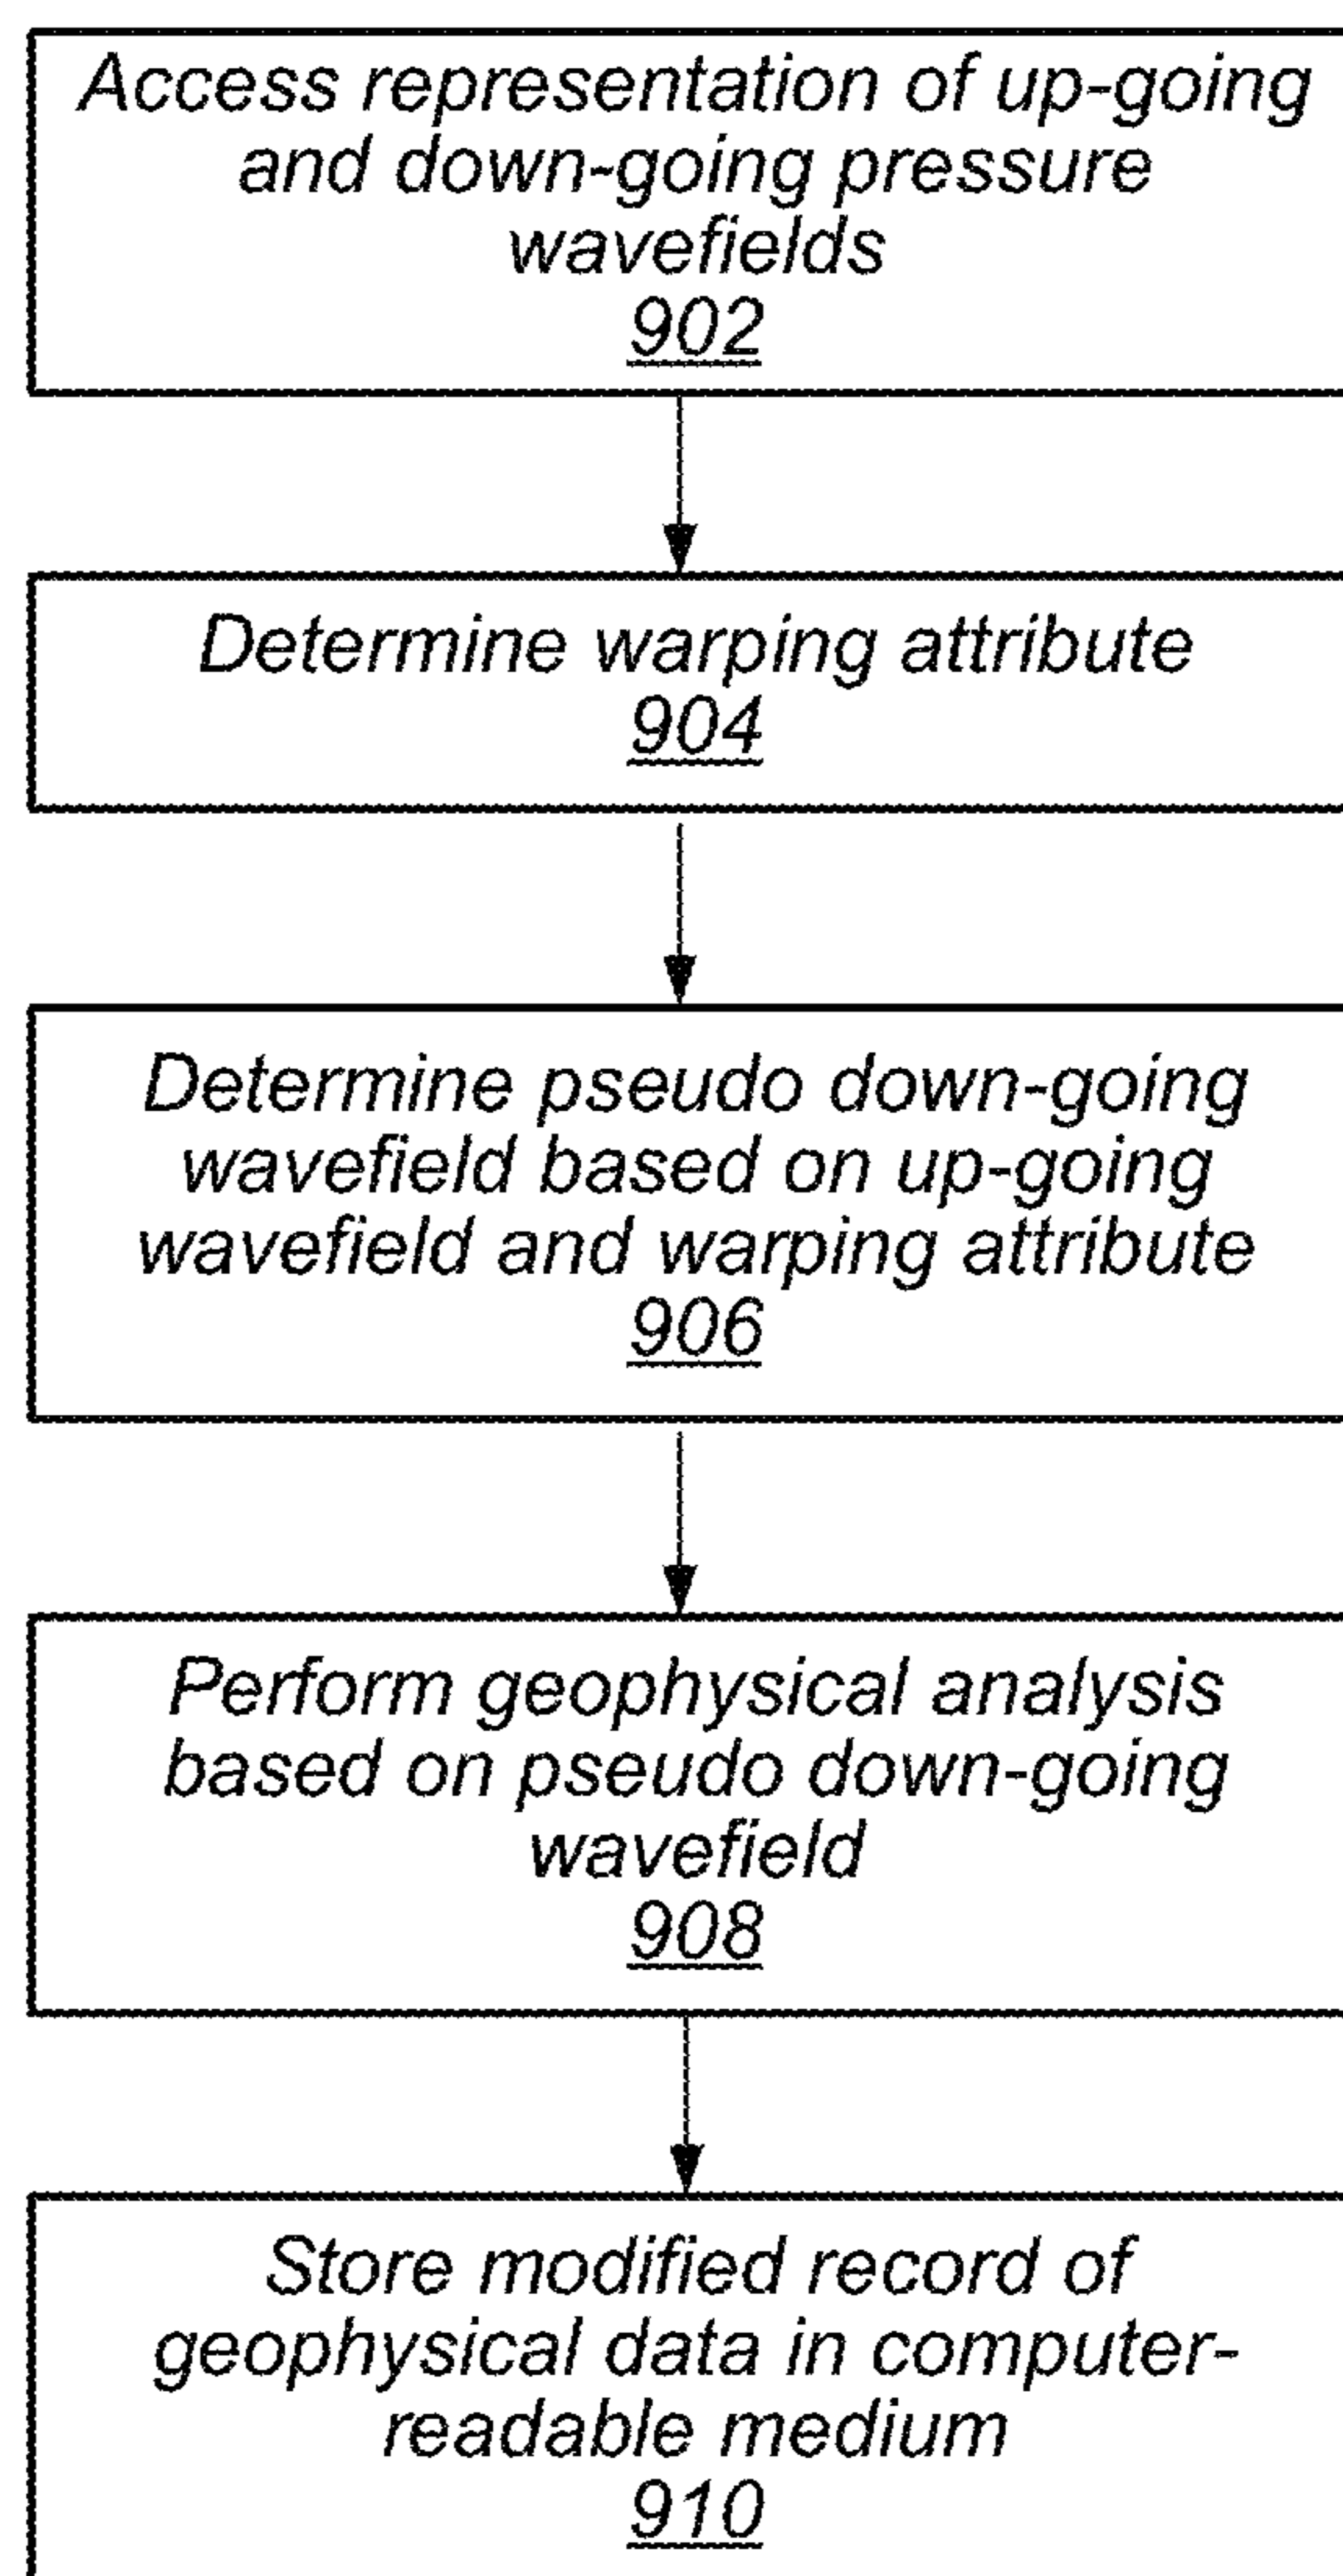 Access representation of up-going
and down-going pressure
wavefields
902
Determine warping attribute
904
Determine pseudo down-going
wavefield based on up-going
wavefield and warping attribute
906
Perform geophysical analysis
based on pseudo down-going
wavefield
908
Store modified record of
geophysical data in computer-
readable medium
910